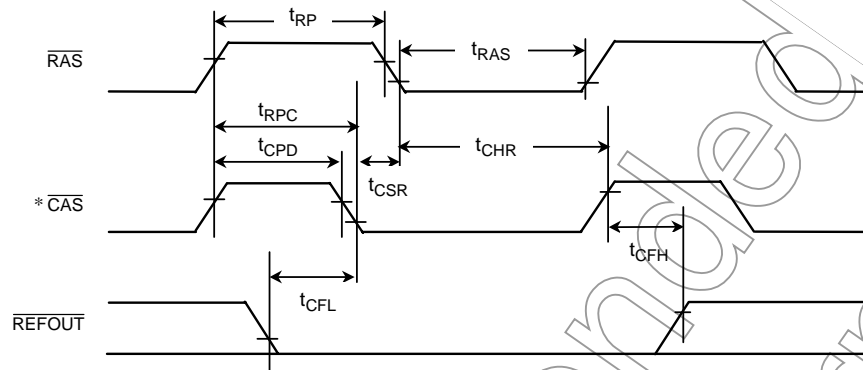 tRP
RAS
tRAS
tRPC
tCPD
tCHR
tCSR
* CAS
tCFH
tCFL
REFOUT